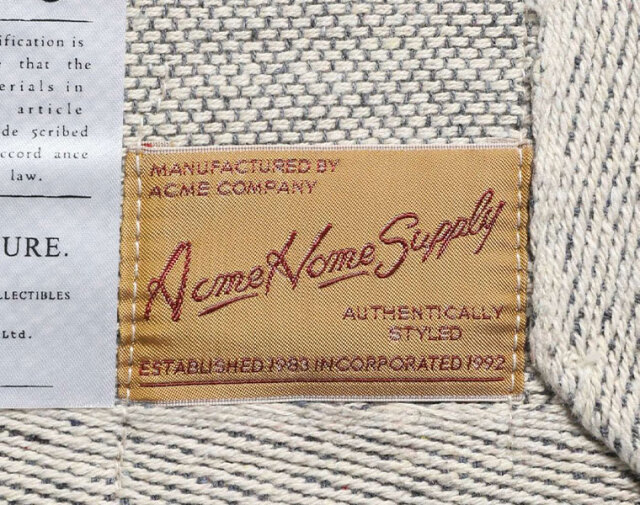 ification is
that the
erials in
article
de scribed
ccord ance
law.
URE.
LLECTIBLES
Ltd.
MANUFACTURED BY
ACME COMPANY
Acme Home Supply
AUTHENTICALLY
STYLED
ESTABLISHED 1983 INCORPORATED 1992